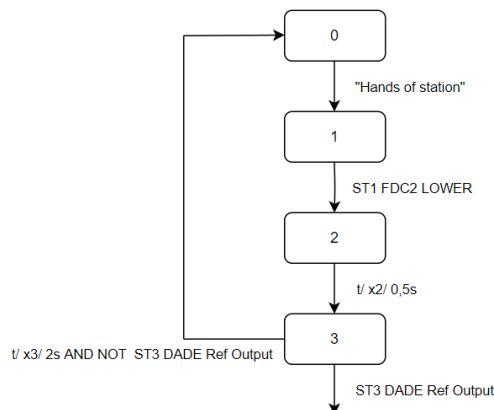 0
"Hands of station"
1
ST1 FDC2 LOWER
2
t/ x2/ 0,5s
3
t/ x3/ 2s AND NOT ST3 DADE Ref Output
ST3 DADE Ref Output